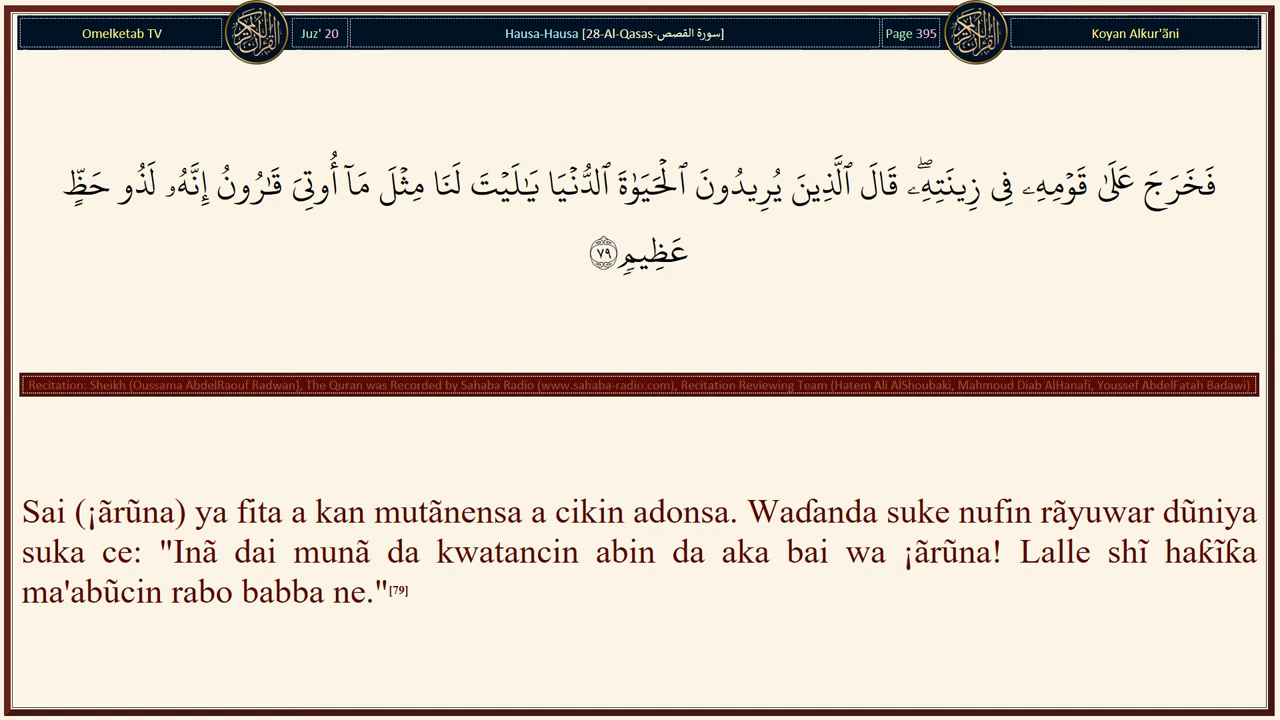 Omelketab TV
Juz' 20
Hausa-Hausa [28-Al-Qasas-سورة القصص]
Page 395
Koyan Alƙur'ãni
فَخَرَجَ عَلَىٰ قَوْمِهِۦ فِى زِينَتِهِۦۖ قَالَ ٱلَّذِينَ يُرِيدُونَ ٱلْحَيَوٰةَ ٱلدُّنْيَا يَٰلَيْتَ لَنَا مِثْلَ مَآ أُوتِىَ قَٰرُونُ إِنَّهُۥ لَذُو حَظٍّ
عَظِيمٍ ٧٩
Recitation: Sheikh (Oussama AbdelRaouf Radwan), The Quran was Recorded by Sahaba Radio (www.sahaba-radio.com), Recitation Reviewing Team (Hatem Ali AlShoubaki, Mahmoud Diab AlHanafi, Youssef AbdelFatah Badawi)
Sai (¡ãrũna) ya fita a kan mutãnensa a cikin adonsa. Waɗanda suke nufin rãyuwar dũniya
suka ce: "Inã dai munã da kwatancin abin da aka bai wa ¡ãrũna! Lalle shĩ haƙĩƙa
ma'abũcin rabo babba ne."[79]